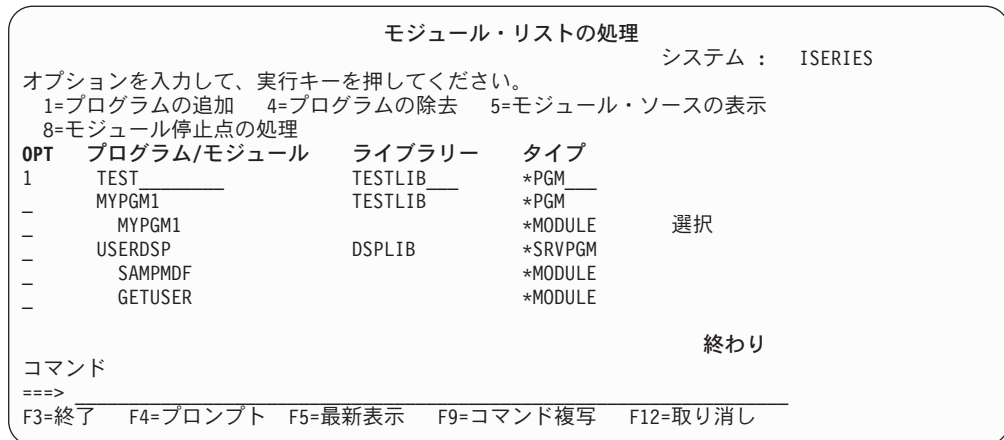 モジュール・リストの処理
システム : ISERIES
オプションを入力して、実行キーを押してください。
1=プログラムの追加 4=プログラムの除去 5=モジュール・ソースの表示
8=モジュール停止点の処理
OPT プログラム/モジュール ライブラリー タイプ
1 TEST________ TESTLIB___ *PGM___
_ MYPGM1 TESTLIB *PGM
_ MYPGM1 *MODULE 選択
_ USERDSP DSPLIB *SRVPGM
_ SAMPMDF *MODULE
_ GETUSER *MODULE
終わり
コマンド
===> ___________________________________________________________________
F3=終了 F4=プロンプト F5=最新表示 F9=コマンド複写 F12=取り消し